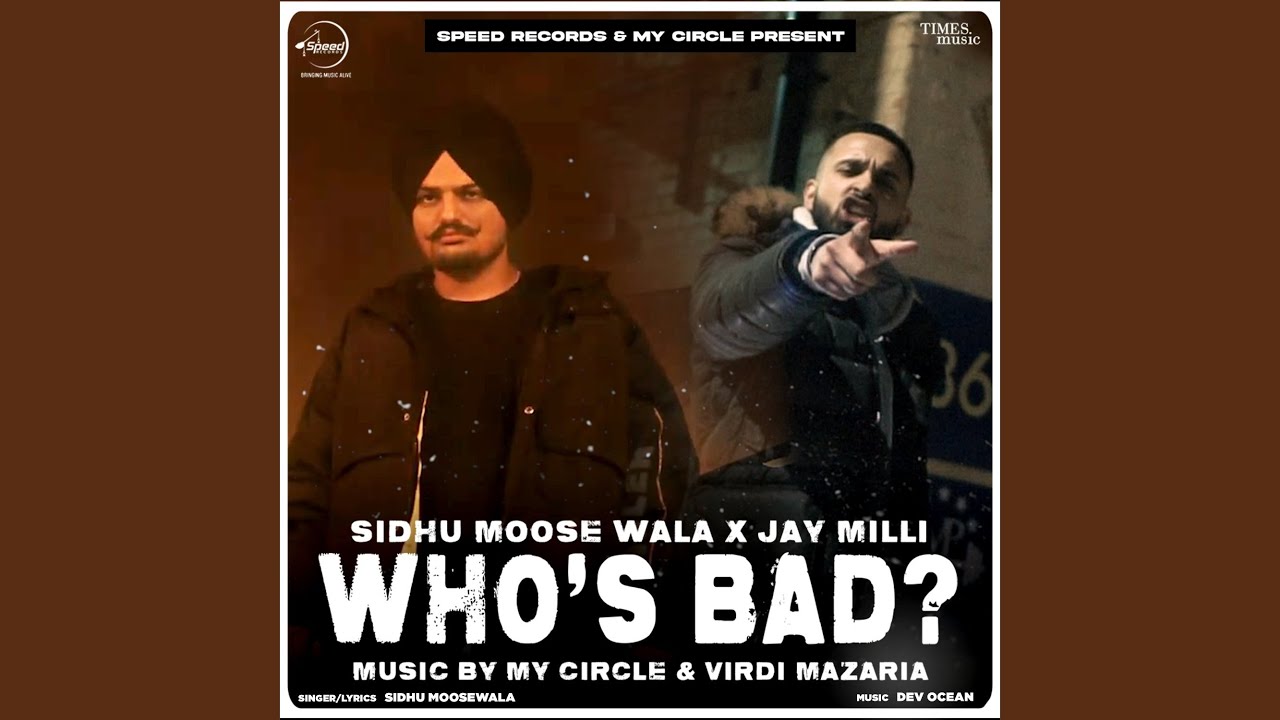 Speed
RECORDS
BRINGING MUSIC ALIVE
SPEED RECORDS & MY CIRCLE PRESENT
TIMES.
music
36
SIDHU MOOSE WALA X JAY MILLI
WHO'S BAD?
MUSIC BY MY CIRCLE & VIRDI MAZARIA
SINGER/LYRICS SIDHU MOOSEWALA
MUSIC DEV OCEAN